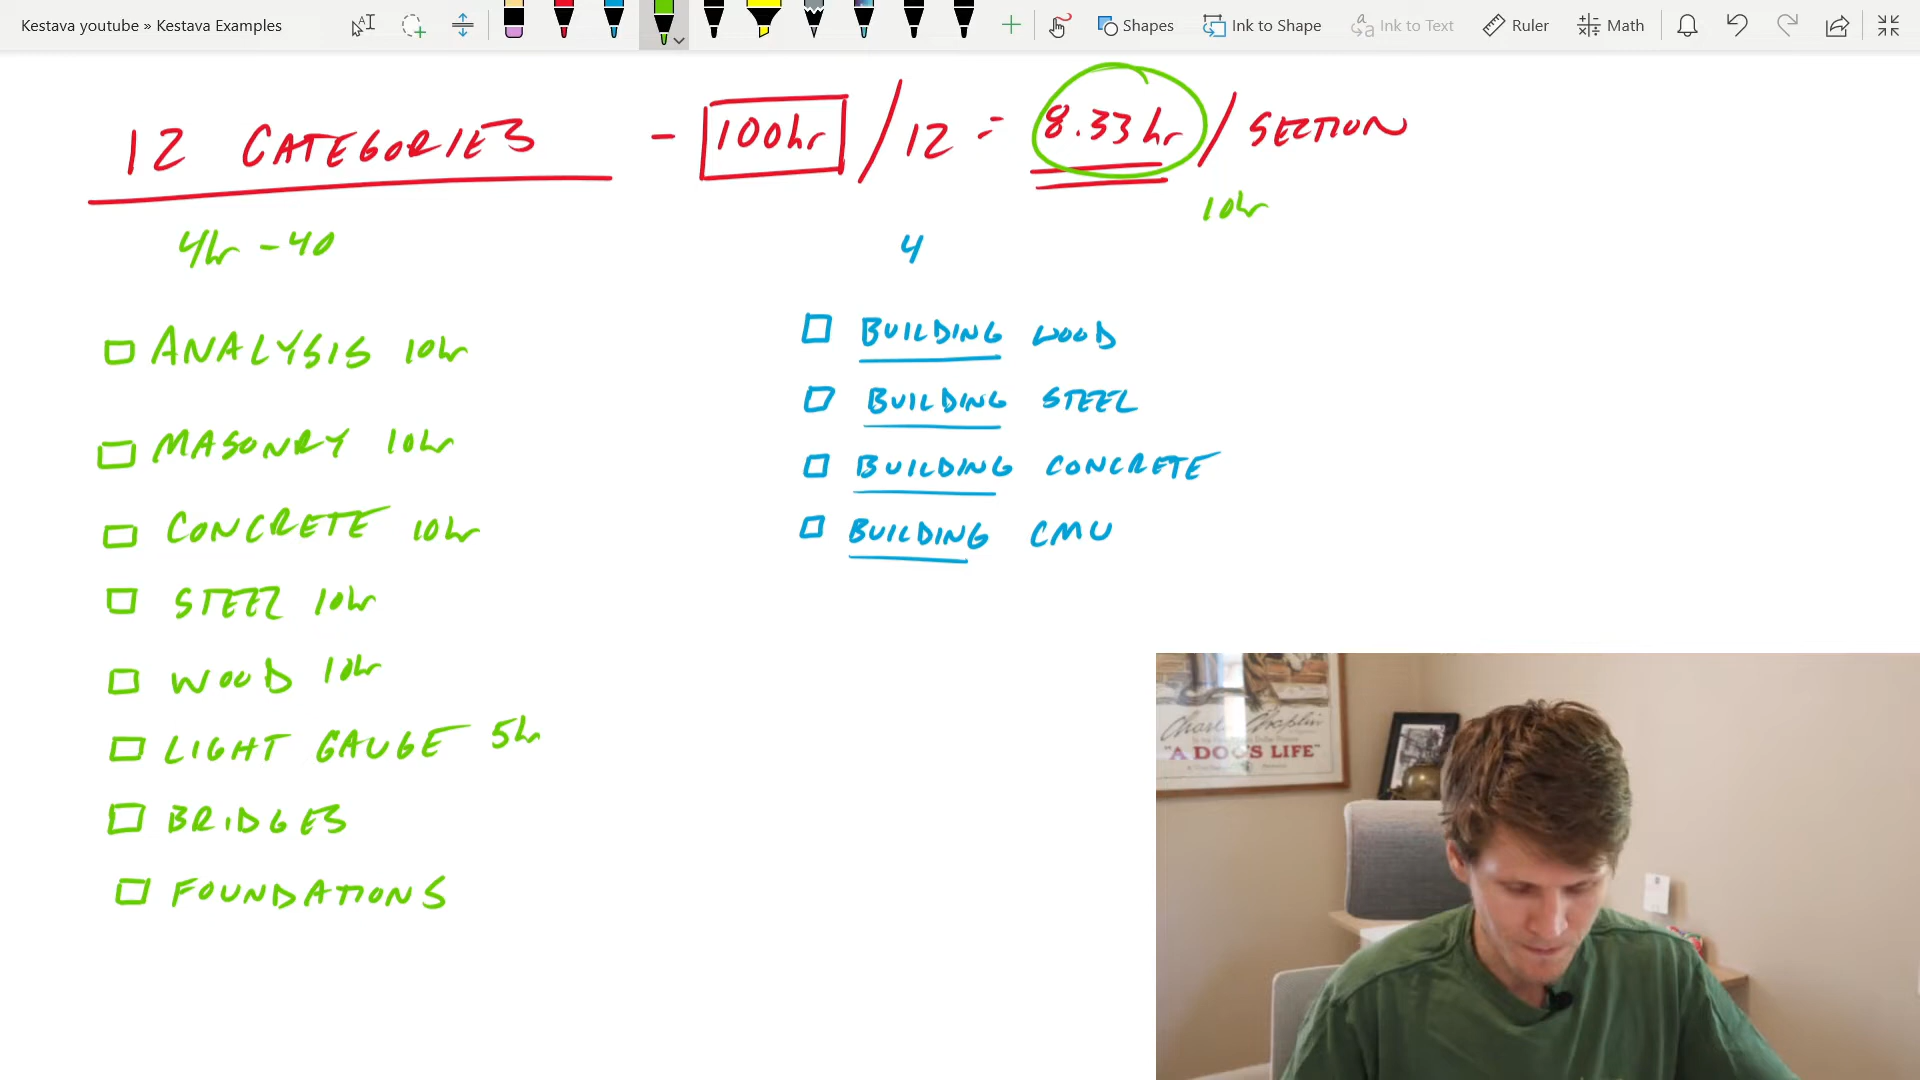 Kestava youtube » Kestava Examples
Shapes
Ink to Shape
Ink to Text
Ruler
Math
12 CATEGORIES - 100hr / 12 = 8.33 hr / SECTION
10hr
4hr - 40
4
ANALYSIS 10hr
MASONRY 10hr
CONCRETE 10hr
STEEL 10hr
WOOD 10hr
LIGHT GAUGE 5hr
BRIDGES
FOUNDATIONS
BUILDING WOOD
BUILDING STEEL
BUILDING CONCRETE
BUILDING CMU
Charlie Chaplin
"A DOG'S LIFE"